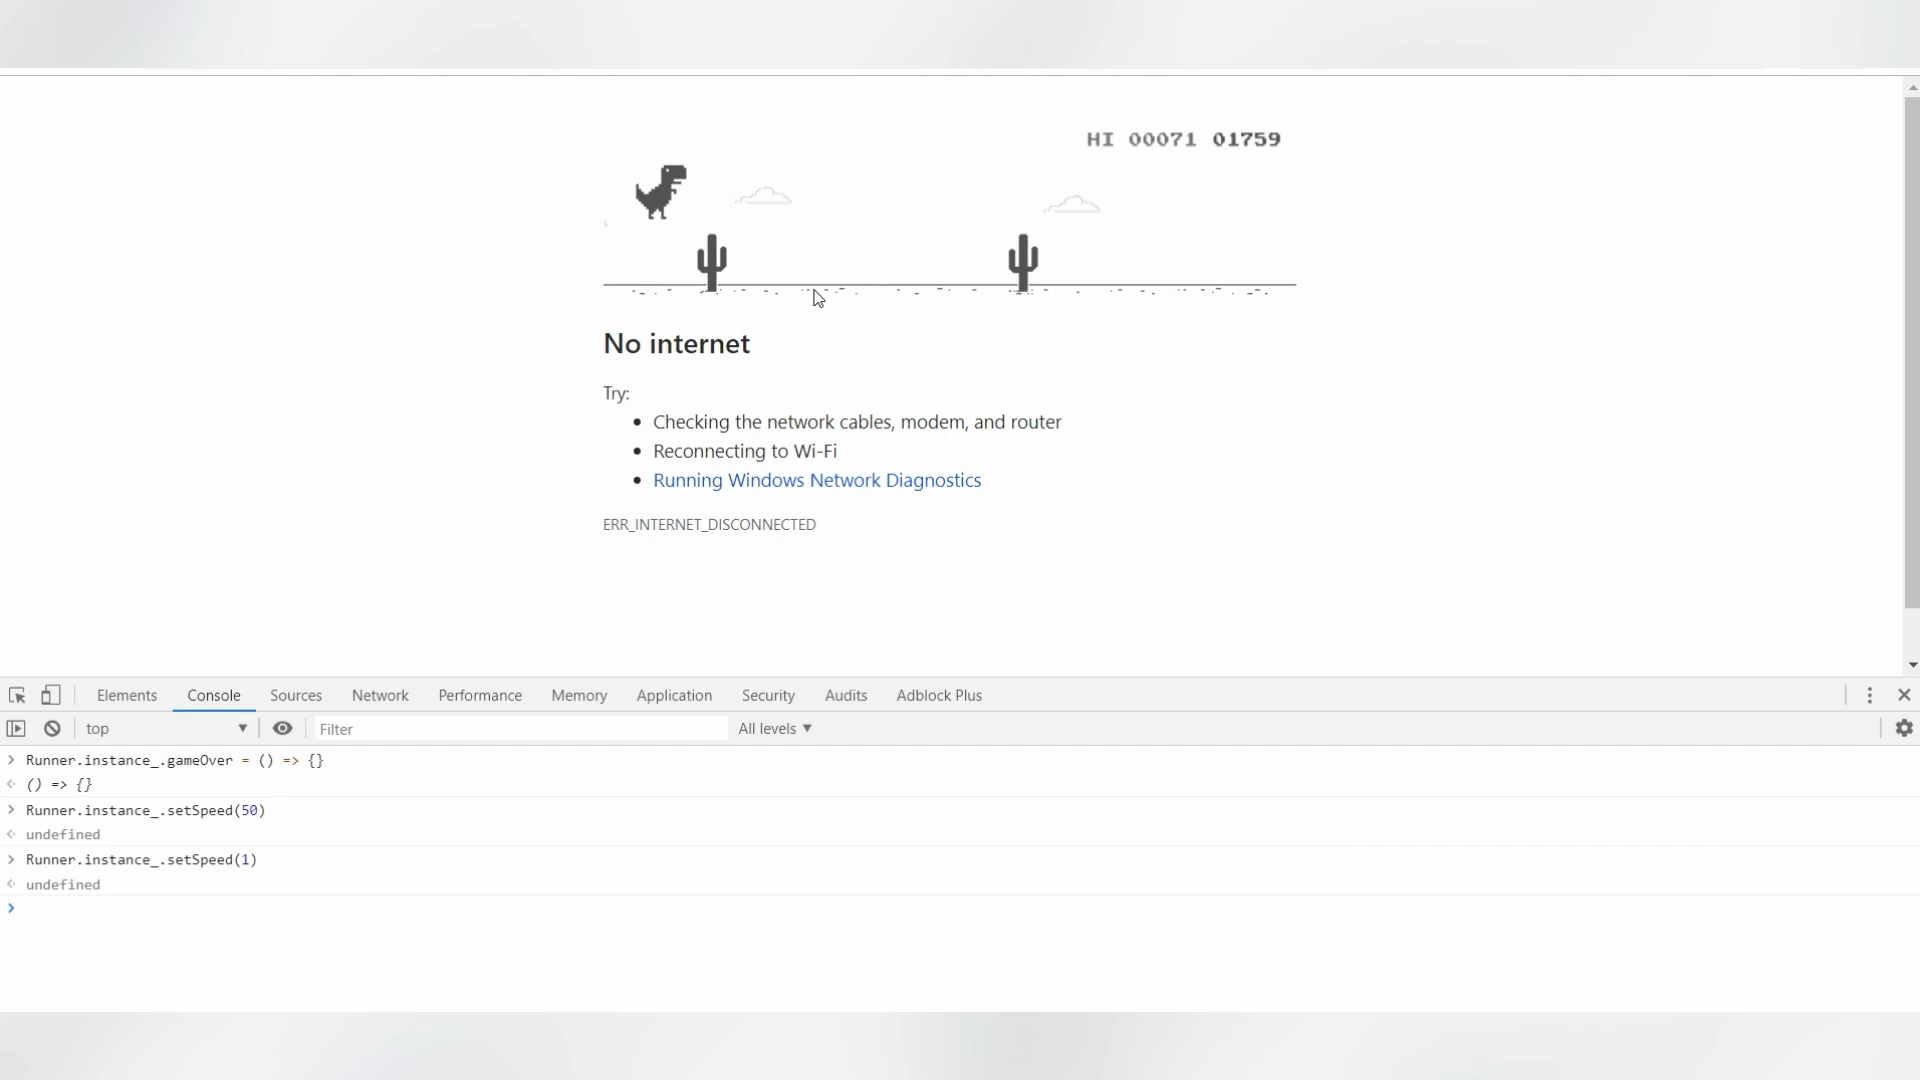 HI 00071 01759
No internet
Try:
Checking the network cables, modem, and router
Reconnecting to Wi-Fi
Running Windows Network Diagnostics
ERR_INTERNET_DISCONNECTED
Elements Console Sources Network Performance Memory Application Security Audits Adblock Plus
top Filter All levels
Runner.instance_.gameOver = () => {}
() => {}
Runner.instance_.setSpeed(50)
undefined
Runner.instance_.setSpeed(1)
undefined